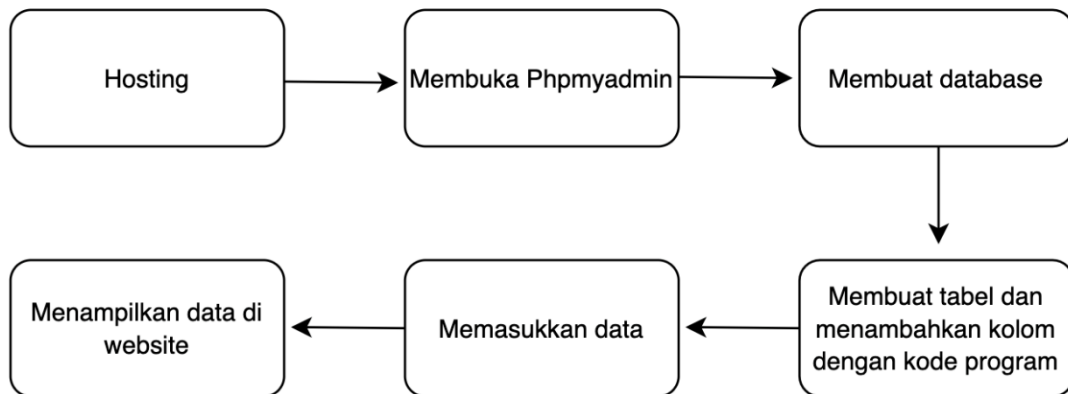 Hosting
Membuka Phpmyadmin
Membuat database
Membuat tabel dan
menambahkan kolom
dengan kode program
Memasukkan data
Menampilkan data di
website